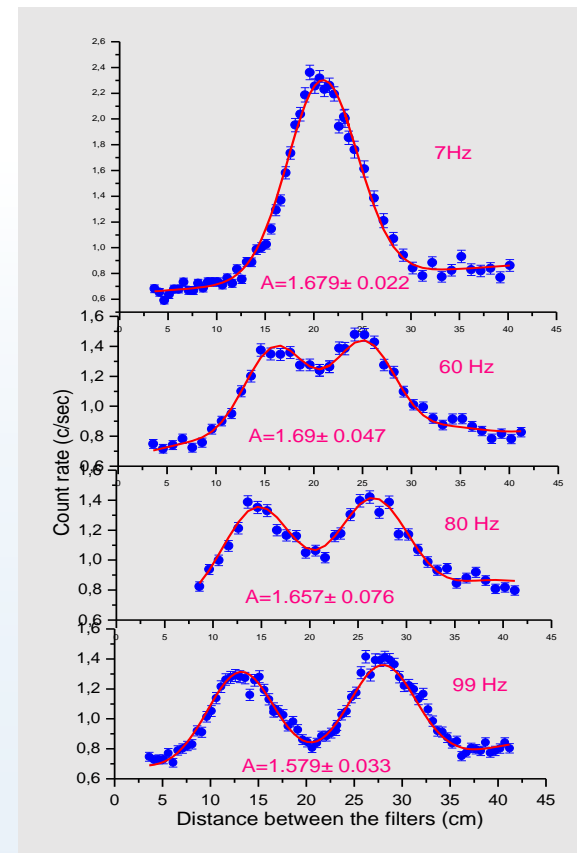 2,6
2,4
2,2
2,0
1,8
1,6
1,4
1,2
1,0
0,8
0,6
7Hz
A=1.679± 0.022
0 5 10 15 20 25 30 35 40 45
1,6
1,4
1,2
1,0
0,8
0,6
60 Hz
A=1.69± 0.047
0 5 10 15 20 25 30 35 40 45
1,4
1,2
1,0
0,8
0,6
80 Hz
A=1.657± 0.076
0 5 10 15 20 25 30 35 40 45
1,6
1,4
1,2
1,0
0,8
0,6
99 Hz
A=1.579± 0.033
0 5 10 15 20 25 30 35 40 45
Count rate (c/sec)
Distance between the filters (cm)